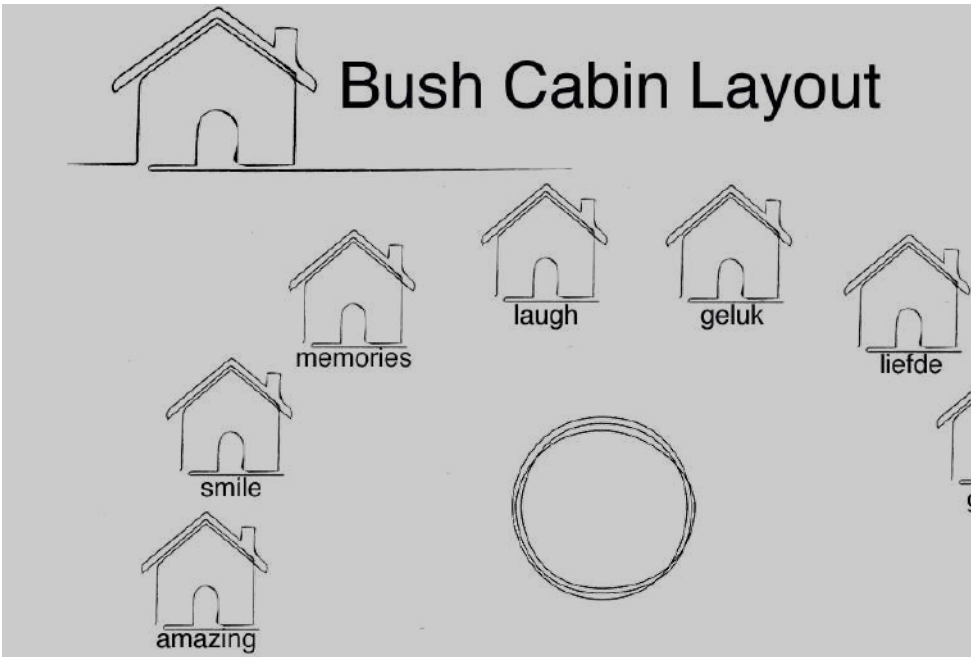 Bush Cabin Layout
laugh
geluk
memories
liefde
smile
amazing